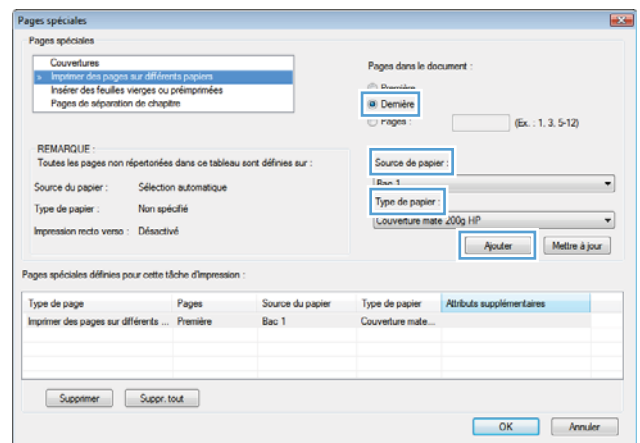 Pages spéciales
Pages spéciales
Couvertures
Imprimer des pages sur différents papiers
Insérer des feuilles vierges ou préimprimées
Pages de séparation de chapitre
Pages dans le document :
Première
Dernière
Pages :
(Ex. : 1, 3, 5-12)
REMARQUE :
Toutes les pages non répertoriées dans ce tableau sont définies sur :
Source du papier : Sélection automatique
Type de papier : Non spécifié
Impression recto verso : Désactivé
Source de papier :
Bac 1
Type de papier :
Couverture mate 200g HP
Ajouter Mettre à jour
Pages spéciales définies pour cette tâche d'impression :
Type de page Pages Source du papier Type de papier Attributs supplémentaires
Imprimer des pages sur différents ... Première Bac 1 Couverture mate...
Supprimer Suppr. tout
OK Annuler